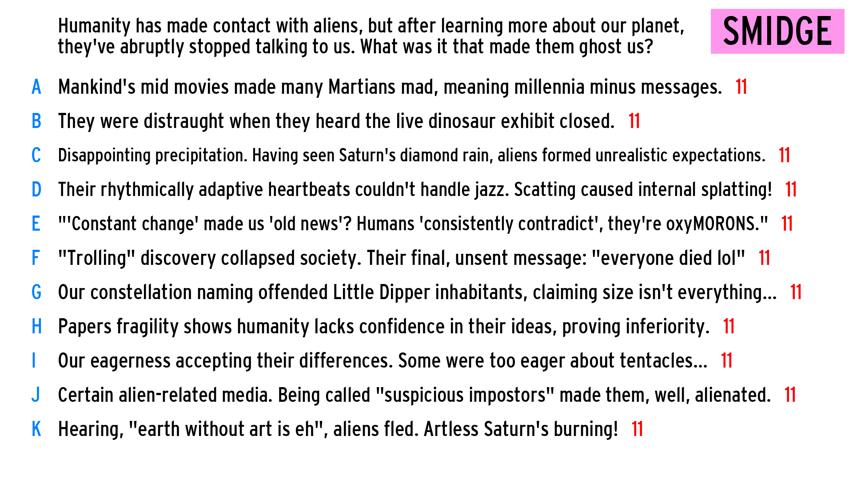 Humanity has made contact with aliens, but after learning more about our planet,
they've abruptly stopped talking to us. What was it that made them ghost us?
SMIDGE
A Mankind's mid movies made many Martians mad, meaning millennia minus messages. 11
B They were distraught when they heard the live dinosaur exhibit closed. 11
C Disappointing precipitation. Having seen Saturn's diamond rain, aliens formed unrealistic expectations. 11
D Their rhythmically adaptive heartbeats couldn't handle jazz. Scatting caused internal splatting! 11
E "'Constant change' made us 'old news'? Humans 'consistently contradict', they're oxyMORONS." 11
F "Trolling" discovery collapsed society. Their final, unsent message: "everyone died lol" 11
G Our constellation naming offended Little Dipper inhabitants, claiming size isn't everything... 11
H Papers fragility shows humanity lacks confidence in their ideas, proving inferiority. 11
I Our eagerness accepting their differences. Some were too eager about tentacles... 11
J Certain alien-related media. Being called "suspicious impostors" made them, well, alienated. 11
K Hearing, "earth without art is eh", aliens fled. Artless Saturn's burning! 11